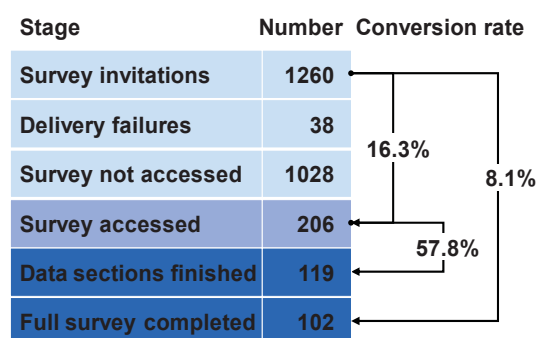 Stage Number Conversion rate
Survey invitations 1260
Delivery failures 38
16.3%
Survey not accessed 1028
8.1%
Survey accessed 206
57.8%
Data sections finished 119
Full survey completed 102